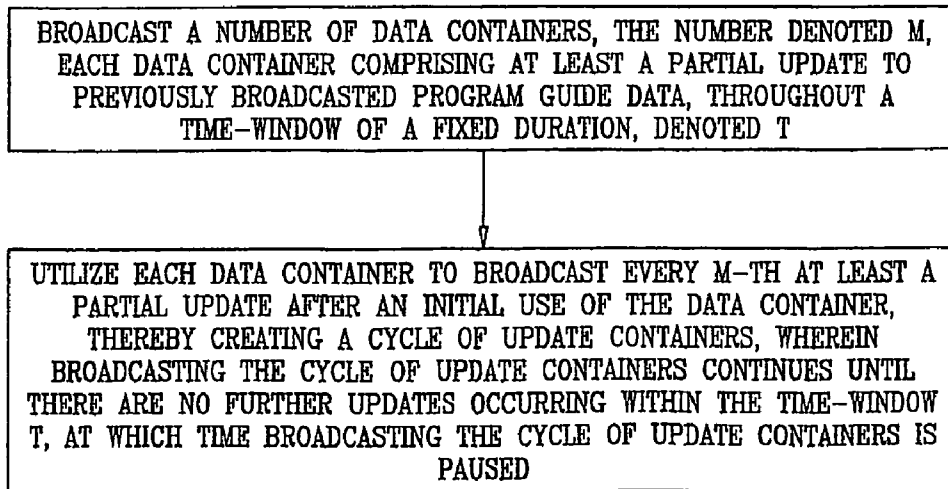 BROADCAST A NUMBER OF DATA CONTAINERS, THE NUMBER DENOTED M,
EACH DATA CONTAINER COMPRISING AT LEAST A PARTIAL UPDATE TO
PREVIOUSLY BROADCASTED PROGRAM GUIDE DATA, THROUGHOUT A
TIME-WINDOW OF A FIXED DURATION, DENOTED T
UTILIZE EACH DATA CONTAINER TO BROADCAST EVERY M-TH AT LEAST A
PARTIAL UPDATE AFTER AN INITIAL USE OF THE DATA CONTAINER,
THEREBY CREATING A CYCLE OF UPDATE CONTAINERS, WHEREIN
BROADCASTING THE CYCLE OF UPDATE CONTAINERS CONTINUES UNTIL
THERE ARE NO FURTHER UPDATES OCCURRING WITHIN THE TIME-WINDOW
T, AT WHICH TIME BROADCASTING THE CYCLE OF UPDATE CONTAINERS IS
PAUSED